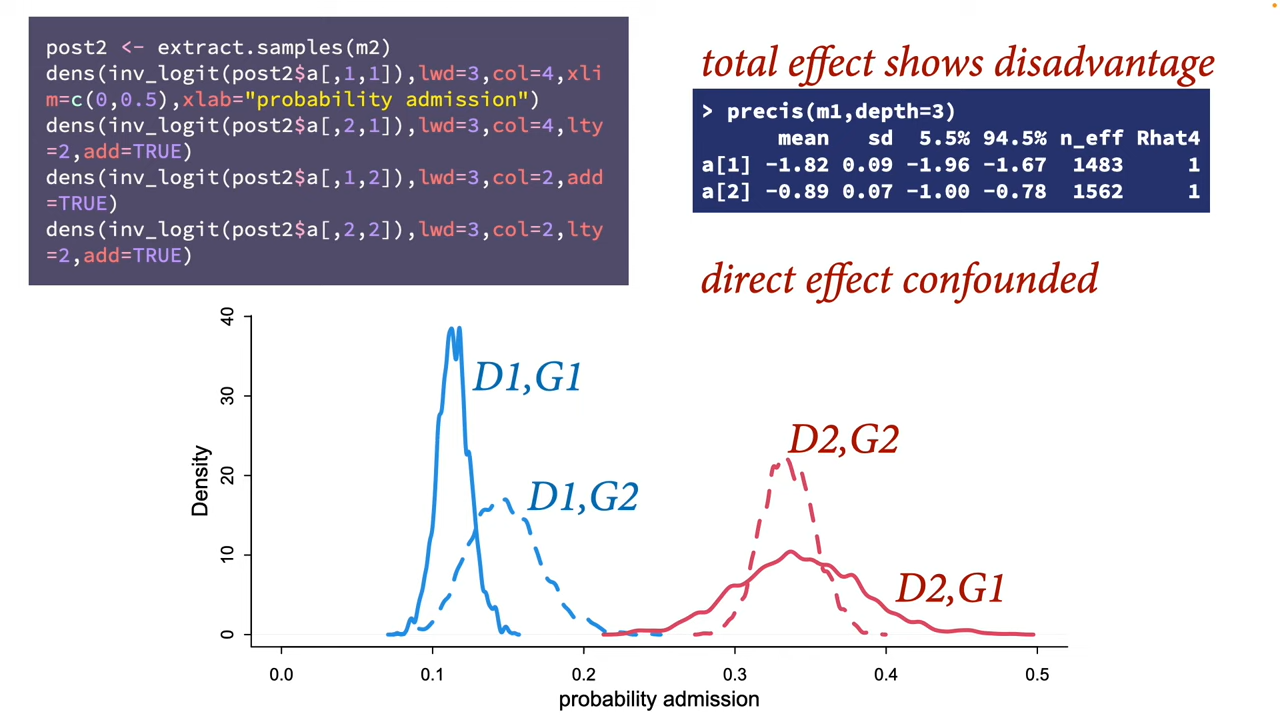 post2 <- extract.samples(m2)
dens(inv_logit(post2$a[,1,1]),lwd=3,col=4,xli
m=c(0,0.5),xlab="probability admission")
dens(inv_logit(post2$a[,2,1]),lwd=3,col=4,lty
=2,add=TRUE)
dens(inv_logit(post2$a[,1,2]),lwd=3,col=2,add
=TRUE)
dens(inv_logit(post2$a[,2,2]),lwd=3,col=2,lty
=2,add=TRUE)
total effect shows disadvantage
> precis(m1,depth=3)
mean sd 5.5% 94.5% n_eff Rhat4
a[1] -1.82 0.09 -1.96 -1.67 1483 1
a[2] -0.89 0.07 -1.00 -0.78 1562 1
direct effect confounded
40
30
20
10
0
Density
D1,G1
D1,G2
D2,G2
D2,G1
0.0 0.1 0.2 0.3 0.4 0.5
probability admission